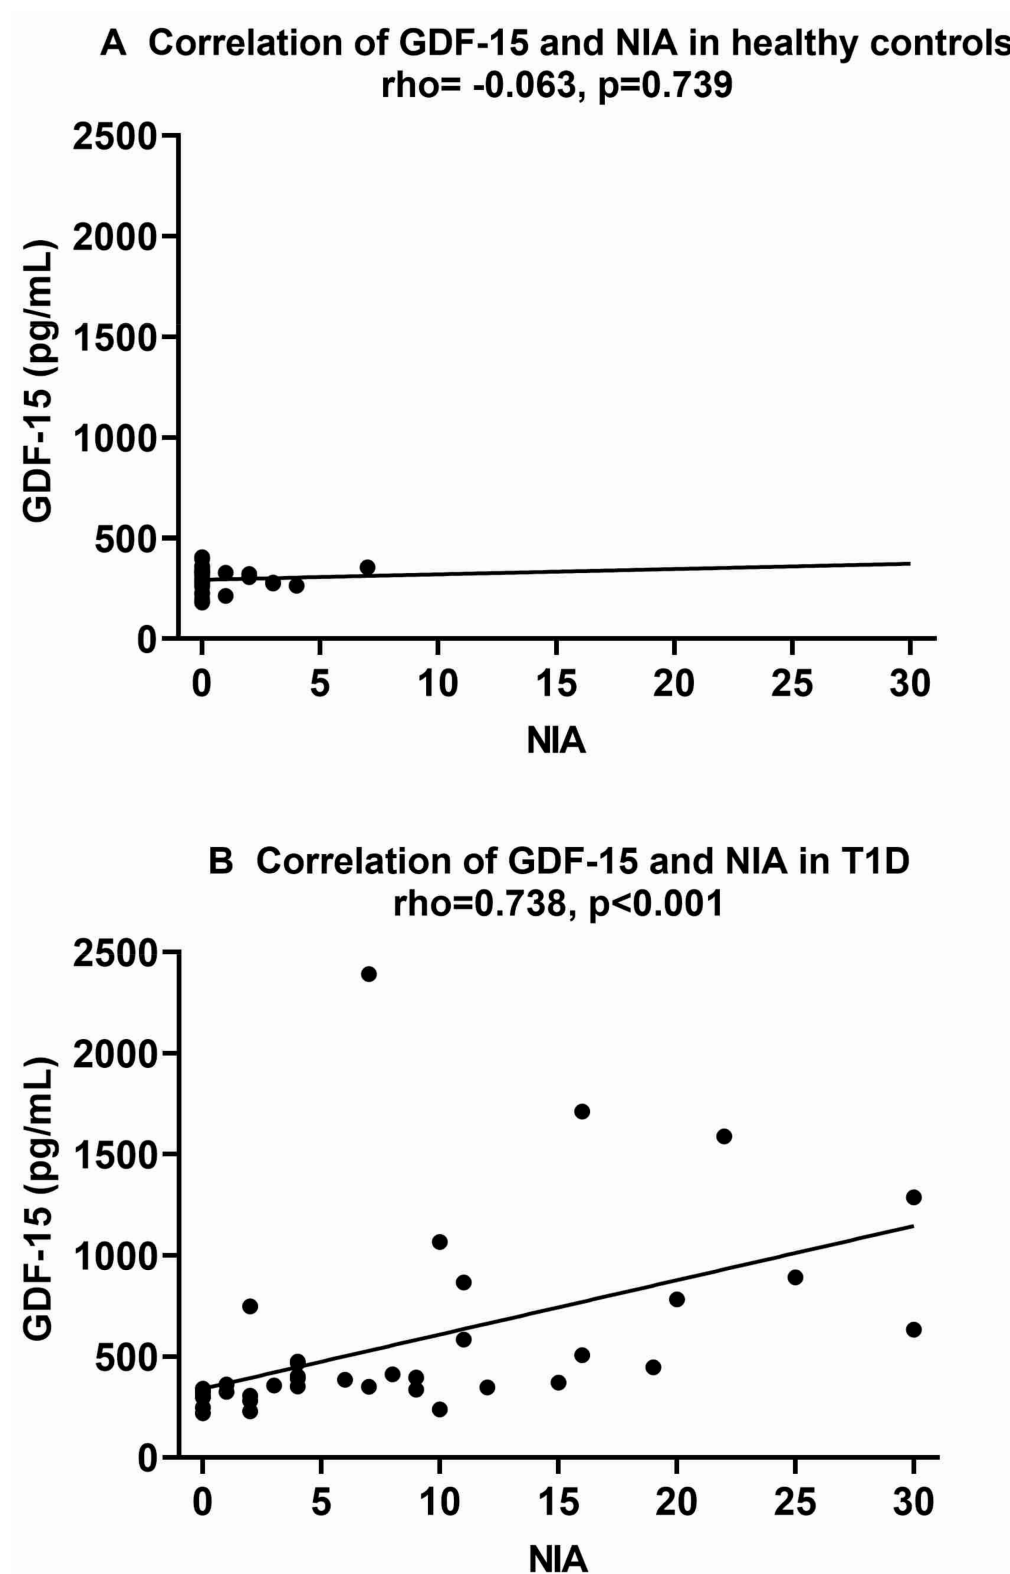 A Correlation of GDF-15 and NIA in healthy controls
rho= -0.063, p=0.739
2500
2000
1500
1000
500
0
GDF-15 (pg/mL)
0 5 10 15 20 25 30
NIA
B Correlation of GDF-15 and NIA in T1D
rho=0.738, p<0.001
2500
2000
1500
1000
500
0
GDF-15 (pg/mL)
0 5 10 15 20 25 30
NIA